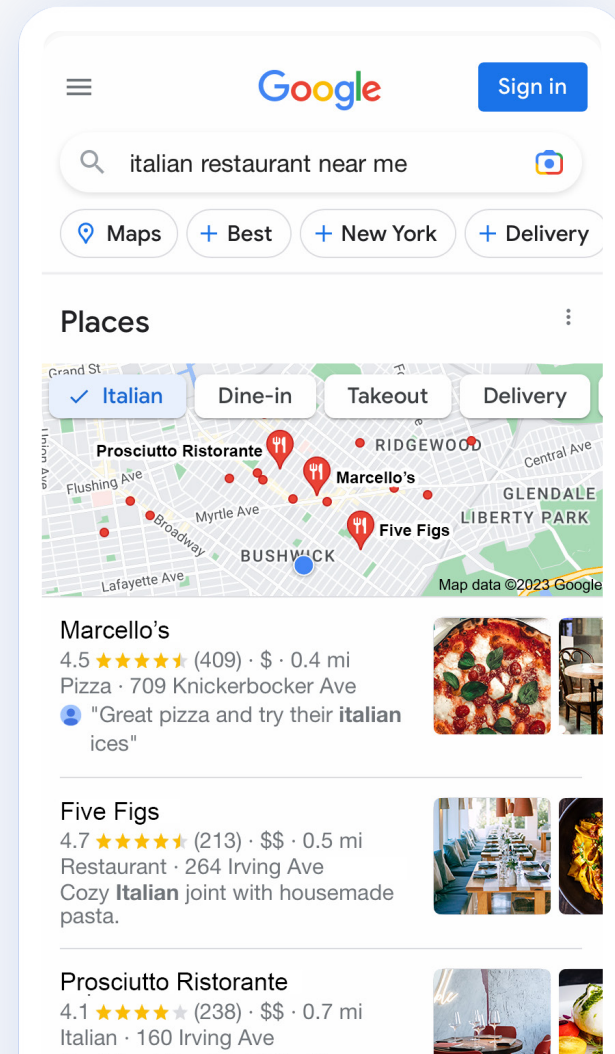 Google
Sign in
italian restaurant near me
Maps
+ Best
+ New York
+ Delivery
Places
Grand St
Italian
Dine-in
Takeout
Delivery
Union Ave
Prosciutto Ristorante
RIDGEWOOD
Central Ave
Flushing Ave
Marcello's
GLENDALE
Myrtle Ave
LIBERTY PARK
Broadway
Five Figs
BUSHWICK
Lafayette Ave
Map data ©2023 Google
Marcello's
4.5 (409) · $ · 0.4 mi
Pizza · 709 Knickerbocker Ave
"Great pizza and try their italian
ices"
Five Figs
4.7 (213) · $$ · 0.5 mi
Restaurant · 264 Irving Ave
Cozy Italian joint with housemade
pasta.
Prosciutto Ristorante
4.1 (238) · $$ · 0.7 mi
Italian · 160 Irving Ave